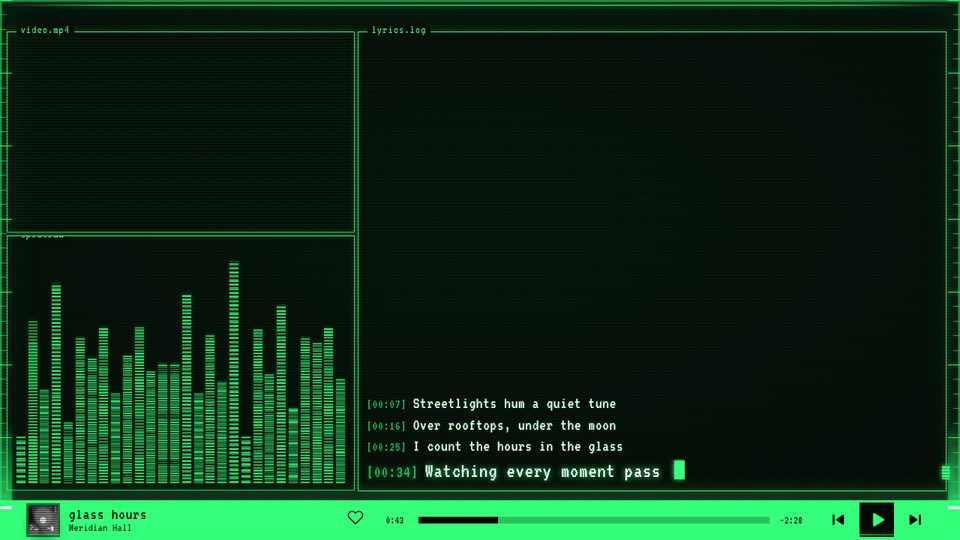 video.mp4
lyrics.log
[00:07] Streetlights hum a quiet tune
[00:16] Over rooftops, under the moon
[00:25] I count the hours in the glass
[00:34] Watching every moment pass
glass hours
Meridian Hall
0:43
-2:28